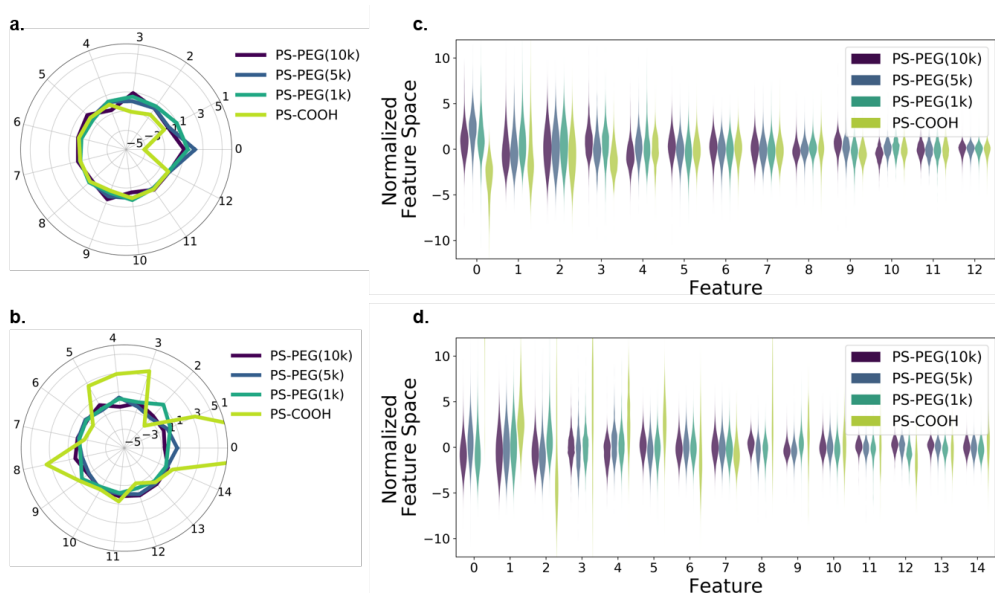 a.
3
4
2
5
1
6
0
7
12
8
11
9
10
−5
−3
−1
1
3
5
PS-PEG(10k)
PS-PEG(5k)
PS-PEG(1k)
PS-COOH
c.
Normalized
Feature Space
10
5
0
−5
−10
PS-PEG(10k)
PS-PEG(5k)
PS-PEG(1k)
PS-COOH
0 1 2 3 4 5 6 7 8 9 10 11 12
Feature
b.
4
3
5
2
6
1
7
0
8
14
9
13
10
12
11
−5
−3
−1
1
3
5
PS-PEG(10k)
PS-PEG(5k)
PS-PEG(1k)
PS-COOH
d.
Normalized
Feature Space
10
5
0
−5
−10
PS-PEG(10k)
PS-PEG(5k)
PS-PEG(1k)
PS-COOH
0 1 2 3 4 5 6 7 8 9 10 11 12 13 14
Feature